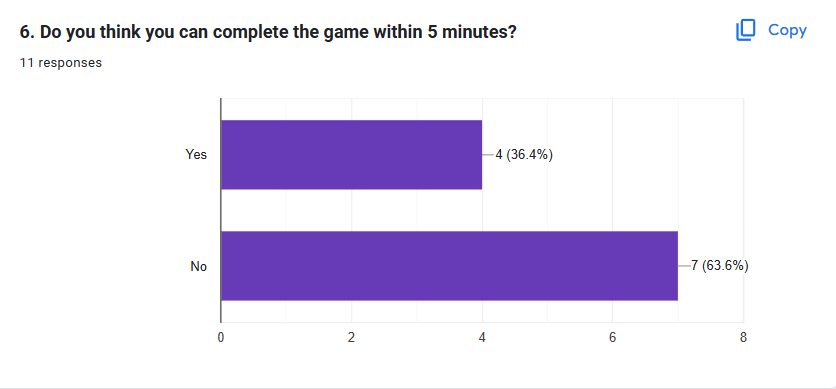 6. Do you think you can complete the game within 5 minutes?
Copy
11 responses
Yes
4 (36.4%)
No
7 (63.6%)
0 2 4 6 8